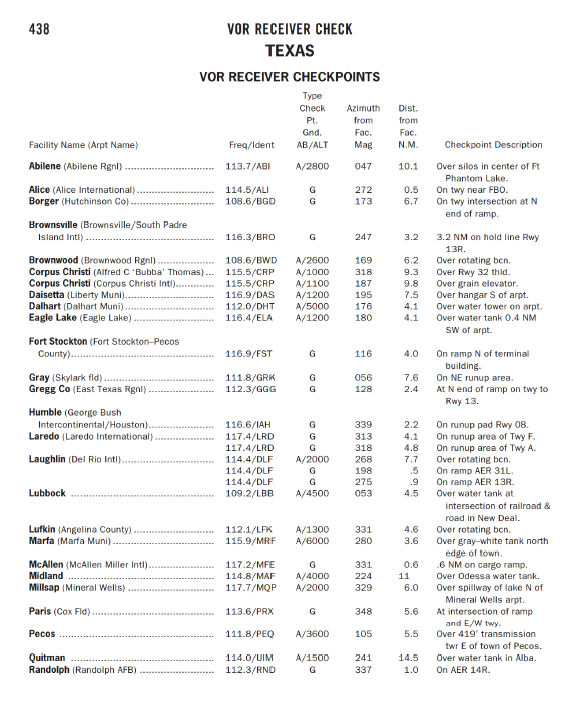 438 VOR RECEIVER CHECK
TEXAS
VOR RECEIVER CHECKPOINTS
Type
Check Azimuth Dist.
Pt. from from
Gnd. Fac. Fac.
Facility Name (Arpt Name) Freq/Ident AB/ALT Mag N.M. Checkpoint Description
Abilene (Abilene Rgnl) ............................ 113.7/ABI A/2800 047 10.1 Over silos in center of Ft
Phantom Lake.
Alice (Alice International) ........................ 114.5/ALI G 272 0.5 On twy near FBO.
Borger (Hutchinson Co) .......................... 108.6/BGD G 173 6.7 On twy intersection at N
end of ramp.
Brownsville (Brownsville/South Padre
Island Intl) ........................................ 116.3/BRO G 247 3.2 3.2 NM on hold line Rwy
13R.
Brownwood (Brownwood Rgnl) .................. 108.6/BWD A/2600 169 6.2 Over rotating bcn.
Corpus Christi (Alfred C 'Bubba' Thomas)... 115.5/CRP A/1000 318 9.3 Over Rwy 32 thld.
Corpus Christi (Corpus Christi Intl)............ 115.5/CRP A/1100 187 9.8 Over grain elevator.
Daisetta (Liberty Muni)............................ 116.9/DAS A/1200 195 7.5 Over hangar S of arpt.
Dalhart (Dalhart Muni)............................ 112.0/DHT A/5000 176 4.1 Over water tower on arpt.
Eagle Lake (Eagle Lake) ......................... 116.4/ELA A/1200 180 4.1 Over water tank 0.4 NM
SW of arpt.
Fort Stockton (Fort Stockton–Pecos
County)............................................. 116.9/FST G 116 4.0 On ramp N of terminal
building.
Gray (Skylark fld) ................................... 111.8/GRK G 056 7.6 On NE runup area.
Gregg Co (East Texas Rgnl) ..................... 112.3/GGG G 128 2.4 At N end of ramp on twy to
Rwy 13.
Humble (George Bush
Intercontinental/Houston)..................... 116.6/IAH G 339 2.2 On runup pad Rwy 08.
Laredo (Laredo International) ................... 117.4/LRD G 313 4.1 On runup area of Twy F.
117.4/LRD G 318 4.8 On runup area of Twy A.
Laughlin (Del Rio Intl)............................. 114.4/DLF A/2000 268 7.7 Over rotating bcn.
114.4/DLF G 198 .5 On ramp AER 31L.
114.4/DLF G 275 .9 On ramp AER 13R.
Lubbock ............................................. 109.2/LBB A/4500 053 4.5 Over water tank at
intersection of railroad &
road in New Deal.
Lufkin (Angelina County) ......................... 112.1/LFK A/1300 331 4.6 Over rotating bcn.
Marfa (Marfa Muni) ................................ 115.9/MRF A/6000 280 3.6 Over gray–white tank north
edge of town.
McAllen (McAllen Miller Intl)..................... 117.2/MFE G 331 0.6 .6 NM on cargo ramp.
Midland .............................................. 114.8/MAF A/4000 224 11 Over Odessa water tank.
Millsap (Mineral Wells) ........................... 117.7/MQP A/2000 329 6.0 Over spillway of lake N of
Mineral Wells arpt.
Paris (Cox Fld) ...................................... 113.6/PRX G 348 5.6 At intersection of ramp
and E/W twy.
Pecos ................................................. 111.8/PEQ A/3600 105 5.5 Over 419' transmission
twr E of town of Pecos.
Quitman ............................................. 114.0/UIM A/1500 241 14.5 Over water tank in Alba.
Randolph (Randolph AFB) ....................... 112.3/RND G 337 1.0 On AER 14R.